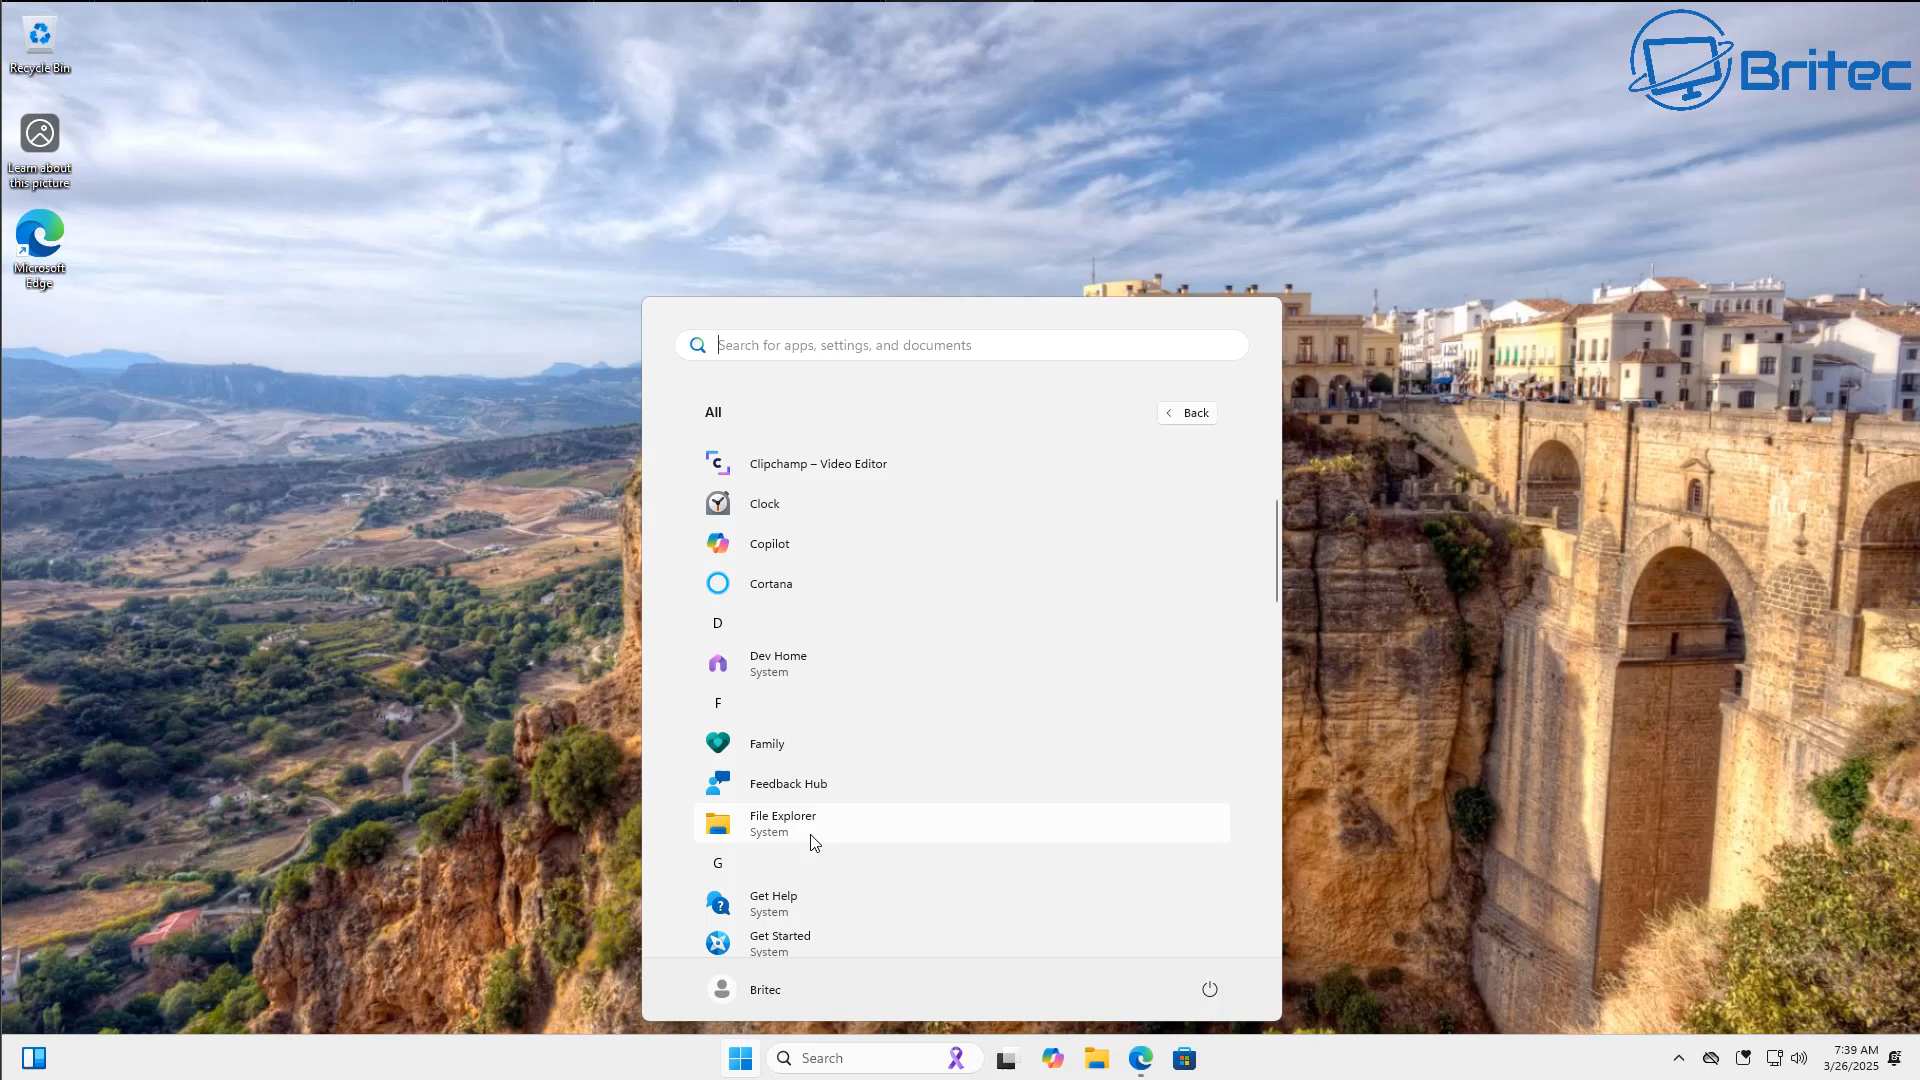 Recycle Bin
Learn about
this picture
Microsoft
Edge
Britec
Search for apps, settings, and documents
All
Back
Clipchamp – Video Editor
Clock
Copilot
Cortana
D
Dev Home
System
F
Family
Feedback Hub
File Explorer
System
G
Get Help
System
Get Started
System
Britec
Search
7:39 AM
3/26/2025